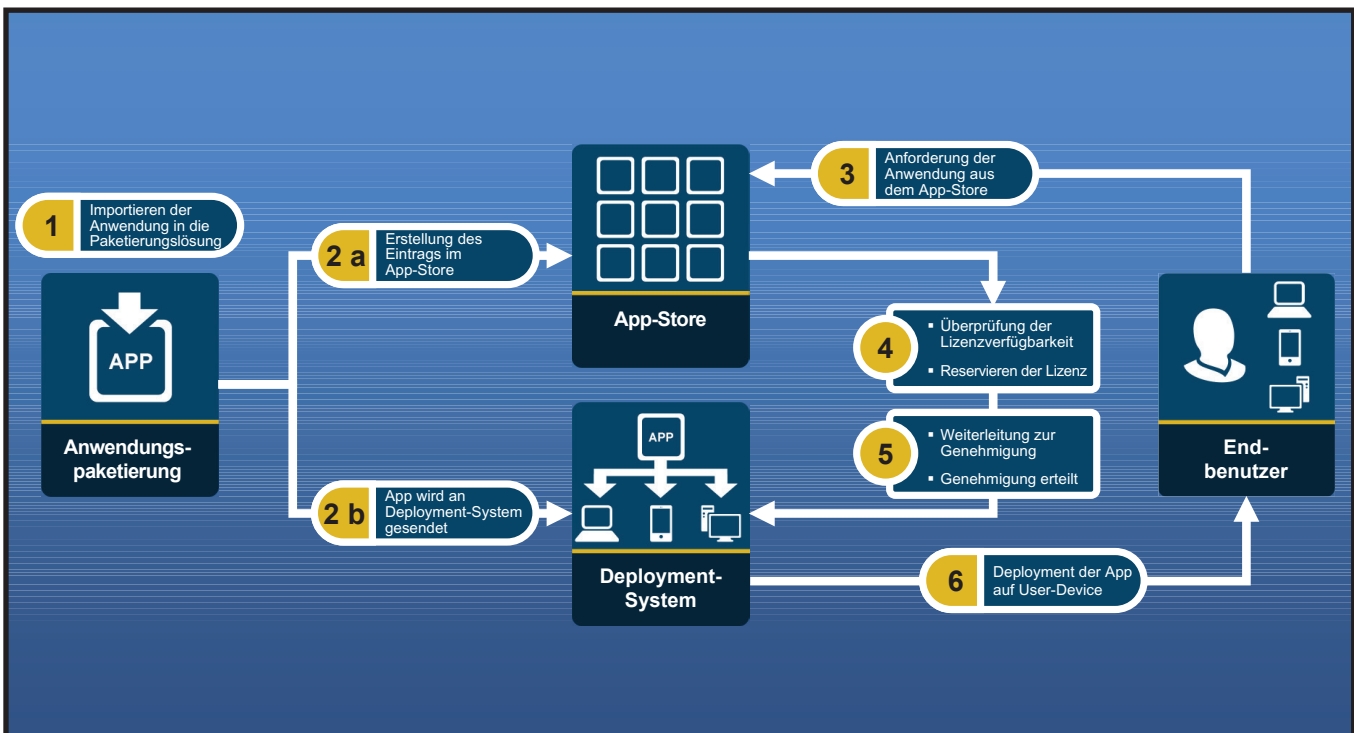 1
Importieren der
Anwendung in die
Paketierungslösung
APP
Anwendungs-
paketierung
2 a
Erstellung des
Eintrags im
App-Store
2 b
App wird an
Deployment-System
gesendet
App-Store
APP
Deployment-
System
3
Anforderung der
Anwendung aus
dem App-Store
4
▪ Überprüfung der
Lizenzverfügbarkeit
▪ Reservieren der Lizenz
5
▪ Weiterleitung zur
Genehmigung
▪ Genehmigung erteilt
6
Deployment der App
auf User-Device
End-
benutzer